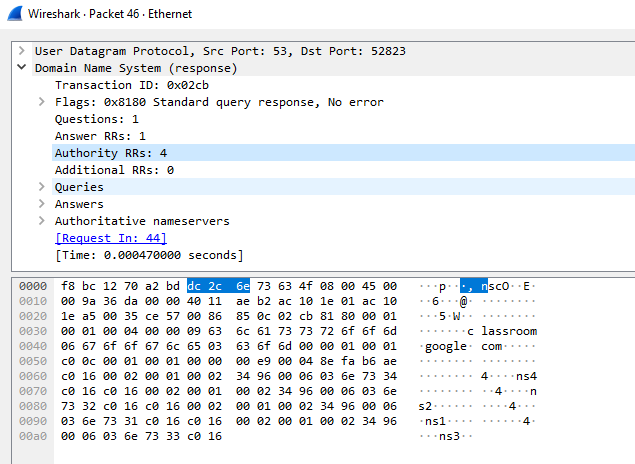 Wireshark · Packet 46 · Ethernet
User Datagram Protocol, Src Port: 53, Dst Port: 52823
Domain Name System (response)
Transaction ID: 0x02cb
Flags: 0x8180 Standard query response, No error
Questions: 1
Answer RRs: 1
Authority RRs: 4
Additional RRs: 0
Queries
Answers
Authoritative nameservers
[Request In: 44]
[Time: 0.000470000 seconds]
0000 f8 bc 12 70 a2 bd dc 2c 6e 73 63 4f 08 00 45 00 ···p···,nscO··E·
0010 00 9a 36 da 00 00 40 11 ae b2 ac 10 1e 01 ac 10 ··6···@·········
0020 1e a5 00 35 ce 57 00 86 85 0c 02 cb 81 80 00 01 ···5·W··········
0030 00 01 00 04 00 00 09 63 6c 61 73 73 72 6f 6f 6d ·······classroom
0040 06 67 6f 6f 67 6c 65 03 63 6f 6d 00 00 01 00 01 ·google·com·····
0050 c0 0c 00 01 00 01 00 00 00 e9 00 04 8e fa b6 ae ················
0060 c0 16 00 02 00 01 00 02 34 96 00 06 03 6e 73 34 ········4····ns4
0070 c0 16 c0 16 00 02 00 01 00 02 34 96 00 06 03 6e ··········4····n
0080 73 32 c0 16 c0 16 00 02 00 01 00 02 34 96 00 06 s2··········4···
0090 03 6e 73 31 c0 16 c0 16 00 02 00 01 00 02 34 96 ·ns1··········4·
00a0 00 06 03 6e 73 33 c0 16 ···ns3··